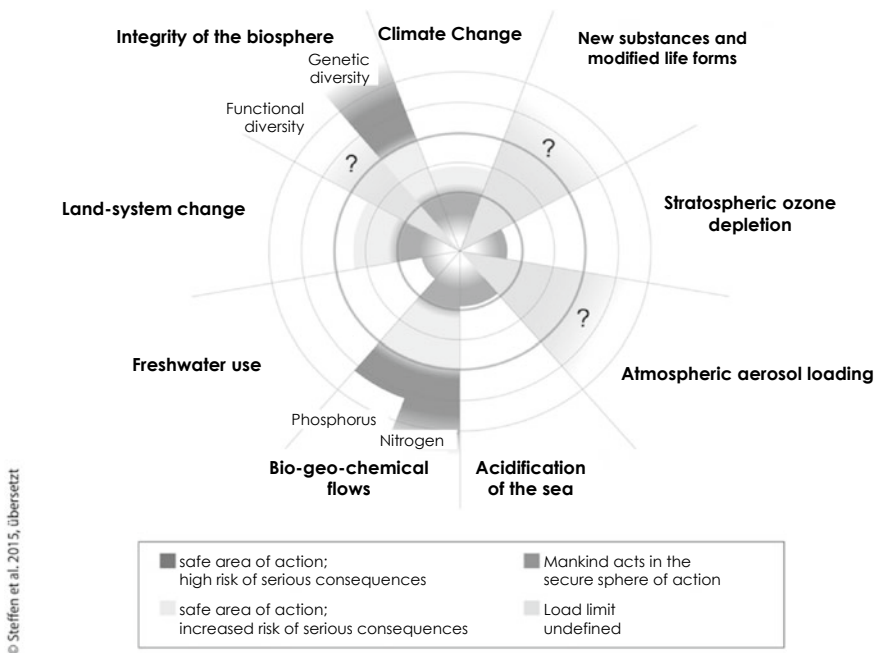 Integrity of the biosphere
Climate Change
New substances and
modified life forms
Genetic
diversity
Functional
diversity
?
?
Land-system change
Stratospheric ozone
depletion
?
Freshwater use
Atmospheric aerosol loading
Phosphorus
Nitrogen
Bio-geo-chemical
flows
Acidification
of the sea
safe area of action;
high risk of serious consequences
Mankind acts in the
secure sphere of action
safe area of action;
increased risk of serious consequences
Load limit
undefined
© Steffen et al. 2015, übersetzt